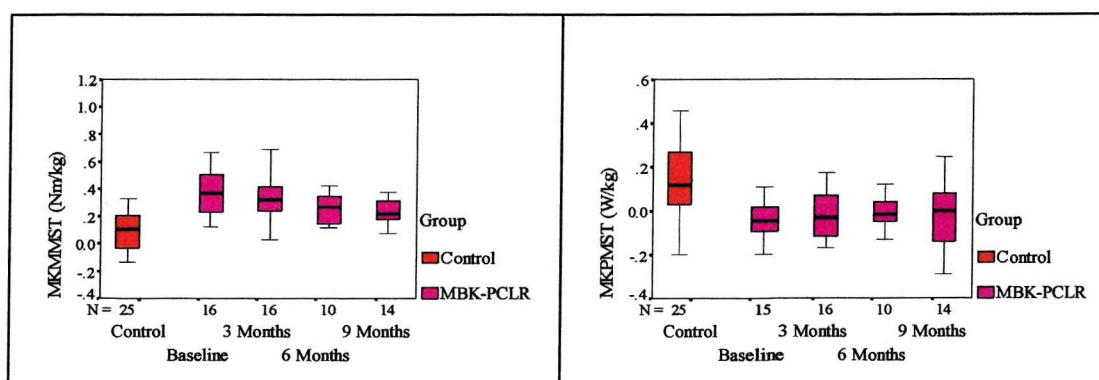 MKMMST (Nm/kg)
1.2
1.0
.8
.6
.4
.2
0.0
-.2
-.4
N = 25 16 16 10 14
Control 3 Months 9 Months
Baseline 6 Months
Group
Control
MBK-PCLR
MKPMST (W/kg)
.6
.4
.2
0.0
-.2
-.4
N = 25 15 16 10 14
Control 3 Months 9 Months
Baseline 6 Months
Group
Control
MBK-PCLR